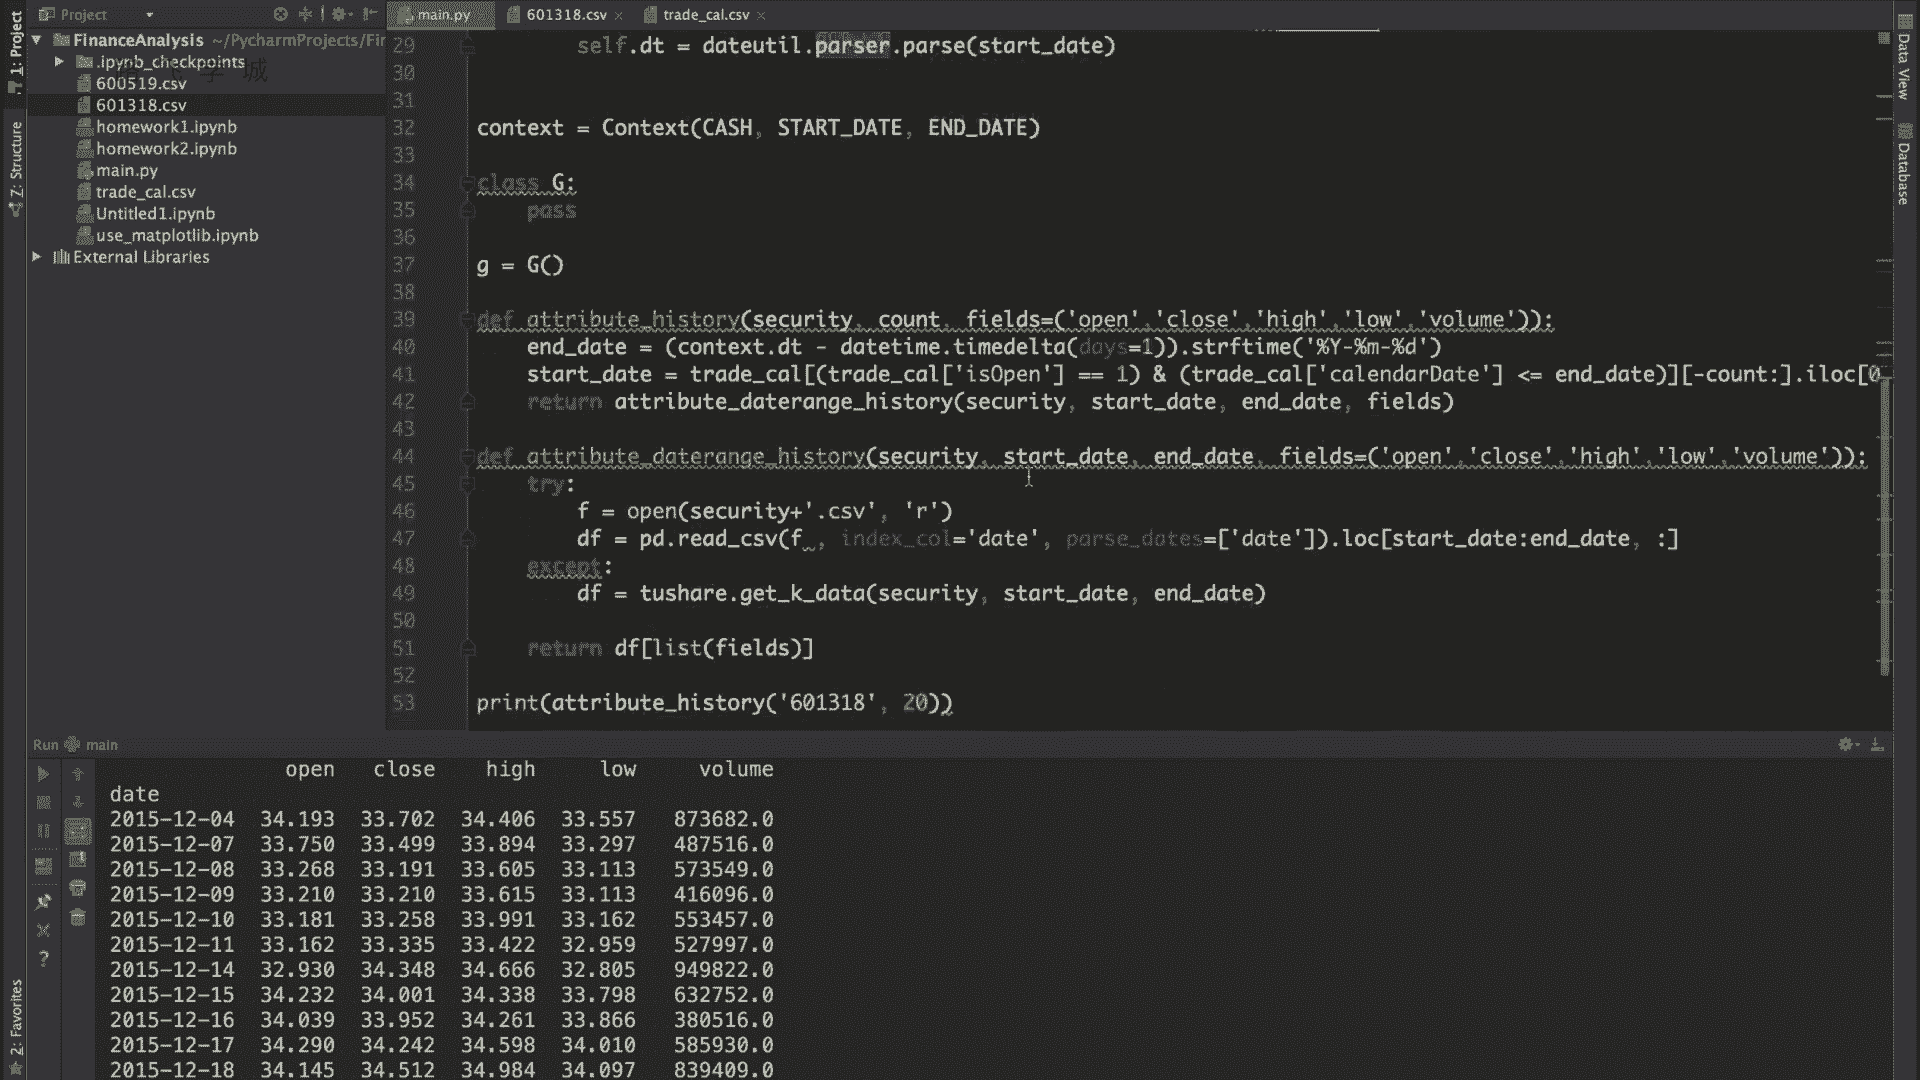 Project
main.py
601318.csv
trade_cal.csv
1: Project
FinanceAnalysis ~/PycharmProjects/Fir
.ipynb_checkpoints
600519.csv
601318.csv
homework1.ipynb
homework2.ipynb
main.py
trade_cal.csv
Untitled1.ipynb
use_matplotlib.ipynb
External Libraries
Z: Structure
2: Favorites
29 self.dt = dateutil.parser.parse(start_date)
30
31
32 context = Context(CASH, START_DATE, END_DATE)
33
34 class G:
35 pass
36
37 g = G()
38
39 def attribute_history(security, count, fields=('open','close','high','low','volume')):
40 end_date = (context.dt - datetime.timedelta(days=1)).strftime('%Y-%m-%d')
41 start_date = trade_cal[(trade_cal['isOpen'] == 1) & (trade_cal['calendarDate'] <= end_date)][-count:].iloc[0
42 return attribute_daterange_history(security, start_date, end_date, fields)
43
44 def attribute_daterange_history(security, start_date, end_date, fields=('open','close','high','low','volume')):
45 try:
46 f = open(security+'.csv', 'r')
47 df = pd.read_csv(f , index_col='date', parse_dates=['date']).loc[start_date:end_date, :]
48 except:
49 df = tushare.get_k_data(security, start_date, end_date)
50
51 return df[list(fields)]
52
53 print(attribute_history('601318', 20))
Data View
Database
Run main
open close high low volume
date
2015-12-04 34.193 33.702 34.406 33.557 873682.0
2015-12-07 33.750 33.499 33.894 33.297 487516.0
2015-12-08 33.268 33.191 33.605 33.113 573549.0
2015-12-09 33.210 33.210 33.615 33.113 416096.0
2015-12-10 33.181 33.258 33.991 33.162 553457.0
2015-12-11 33.162 33.335 33.422 32.959 527997.0
2015-12-14 32.930 34.348 34.666 32.805 949822.0
2015-12-15 34.232 34.001 34.338 33.798 632752.0
2015-12-16 34.039 33.952 34.261 33.866 380516.0
2015-12-17 34.290 34.242 34.598 34.010 585930.0
2015-12-18 34.145 34.512 34.984 34.097 839409.0